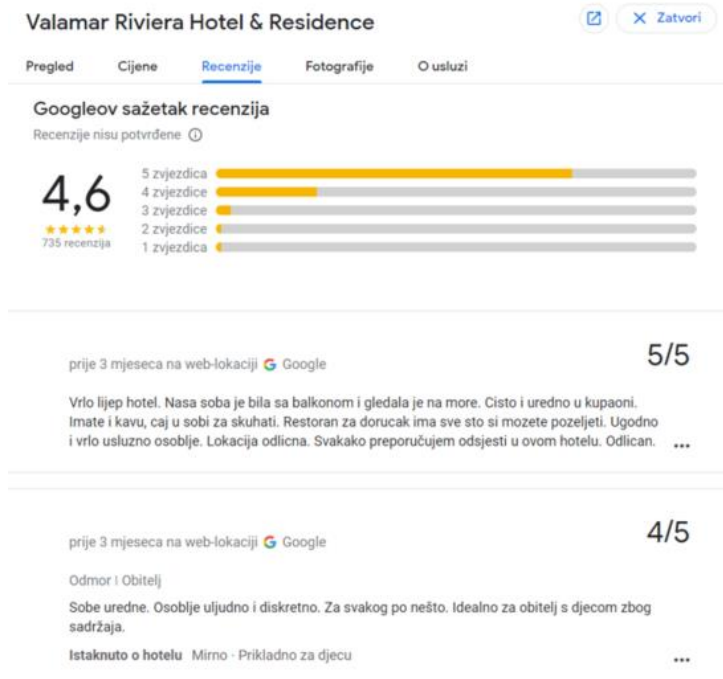 Valamar Riviera Hotel & Residence
Zatvori
Pregled Cijene Recenzije Fotografije O usluzi
Googleov sažetak recenzija
Recenzije nisu potvrđene
4,6
735 recenzija
5 zvjezdica
4 zvjezdice
3 zvjezdice
2 zvjezdice
1 zvjezdica
prije 3 mjeseca na web-lokaciji G Google
5/5
Vrlo lijep hotel. Nasa soba je bila sa balkonom i gledala je na more. Cisto i uredno u kupaoni.
Imate i kavu, caj u sobi za skuhati. Restoran za dorucak ima sve sto si mozete pozeljeti. Ugodno
i vrlo usluzno osoblje. Lokacija odlicna. Svakako preporučujem odsjesti u ovom hotelu. Odlican.
prije 3 mjeseca na web-lokaciji G Google
4/5
Odmor | Obitelj
Sobe uredne. Osoblje uljudno i diskretno. Za svakog po nešto. Idealno za obitelj s djecom zbog
sadržaja.
Istaknuto o hotelu Mirno · Prikladno za djecu